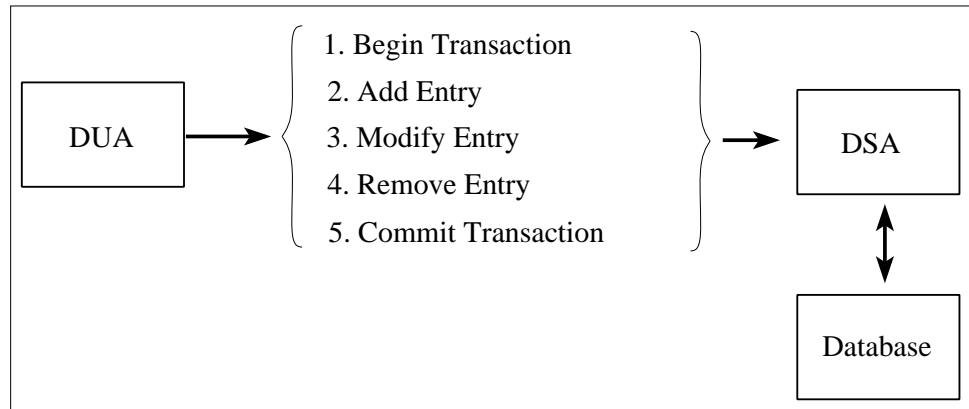 DUA
1. Begin Transaction
2. Add Entry
3. Modify Entry
4. Remove Entry
5. Commit Transaction
DSA
Database